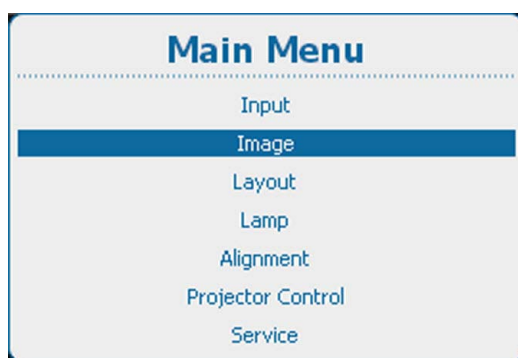 Main Menu
Input
Image
Layout
Lamp
Alignment
Projector Control
Service